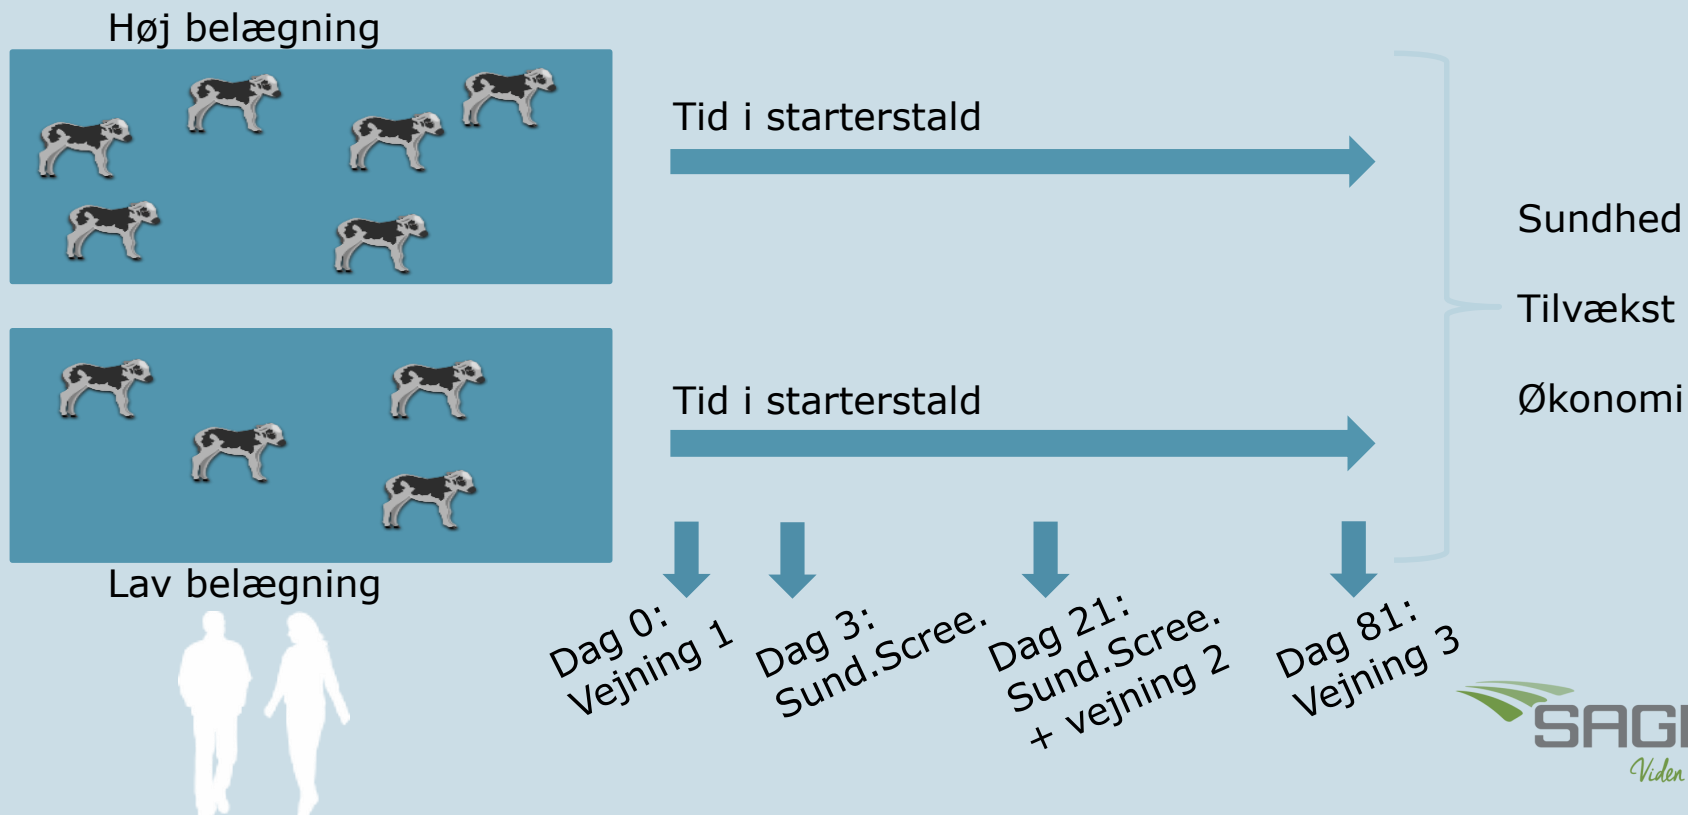 Høj belægning
Tid i starterstald
Sundhed
Tilvækst
Økonomi
Tid i starterstald
Lav belægning
Dag 0:
Vejning 1
Dag 3:
Sund.Scree.
Dag 21:
Sund.Scree.
+ vejning 2
Dag 81:
Vejning 3
Viden